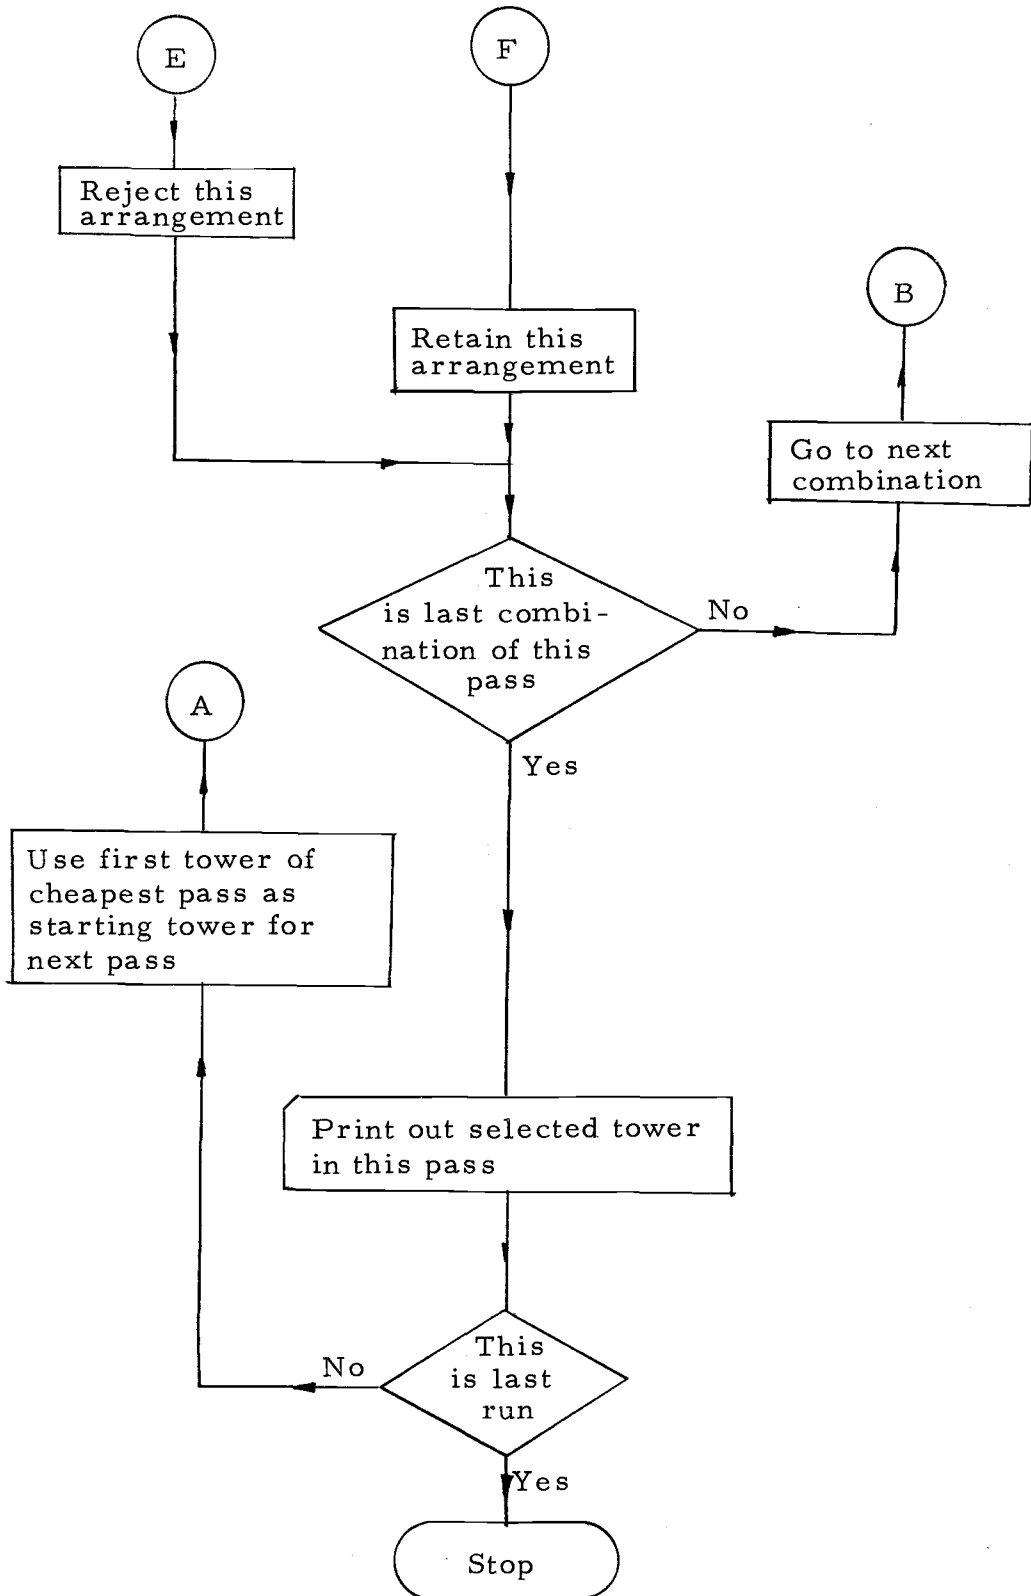 E
F
Reject this
arrangement
B
Retain this
arrangement
Go to next
combination
This
is last combi-
nation of this
pass
No
Yes
A
Use first tower of
cheapest pass as
starting tower for
next pass
Print out selected tower
in this pass
This
is last
run
No
Yes
Stop